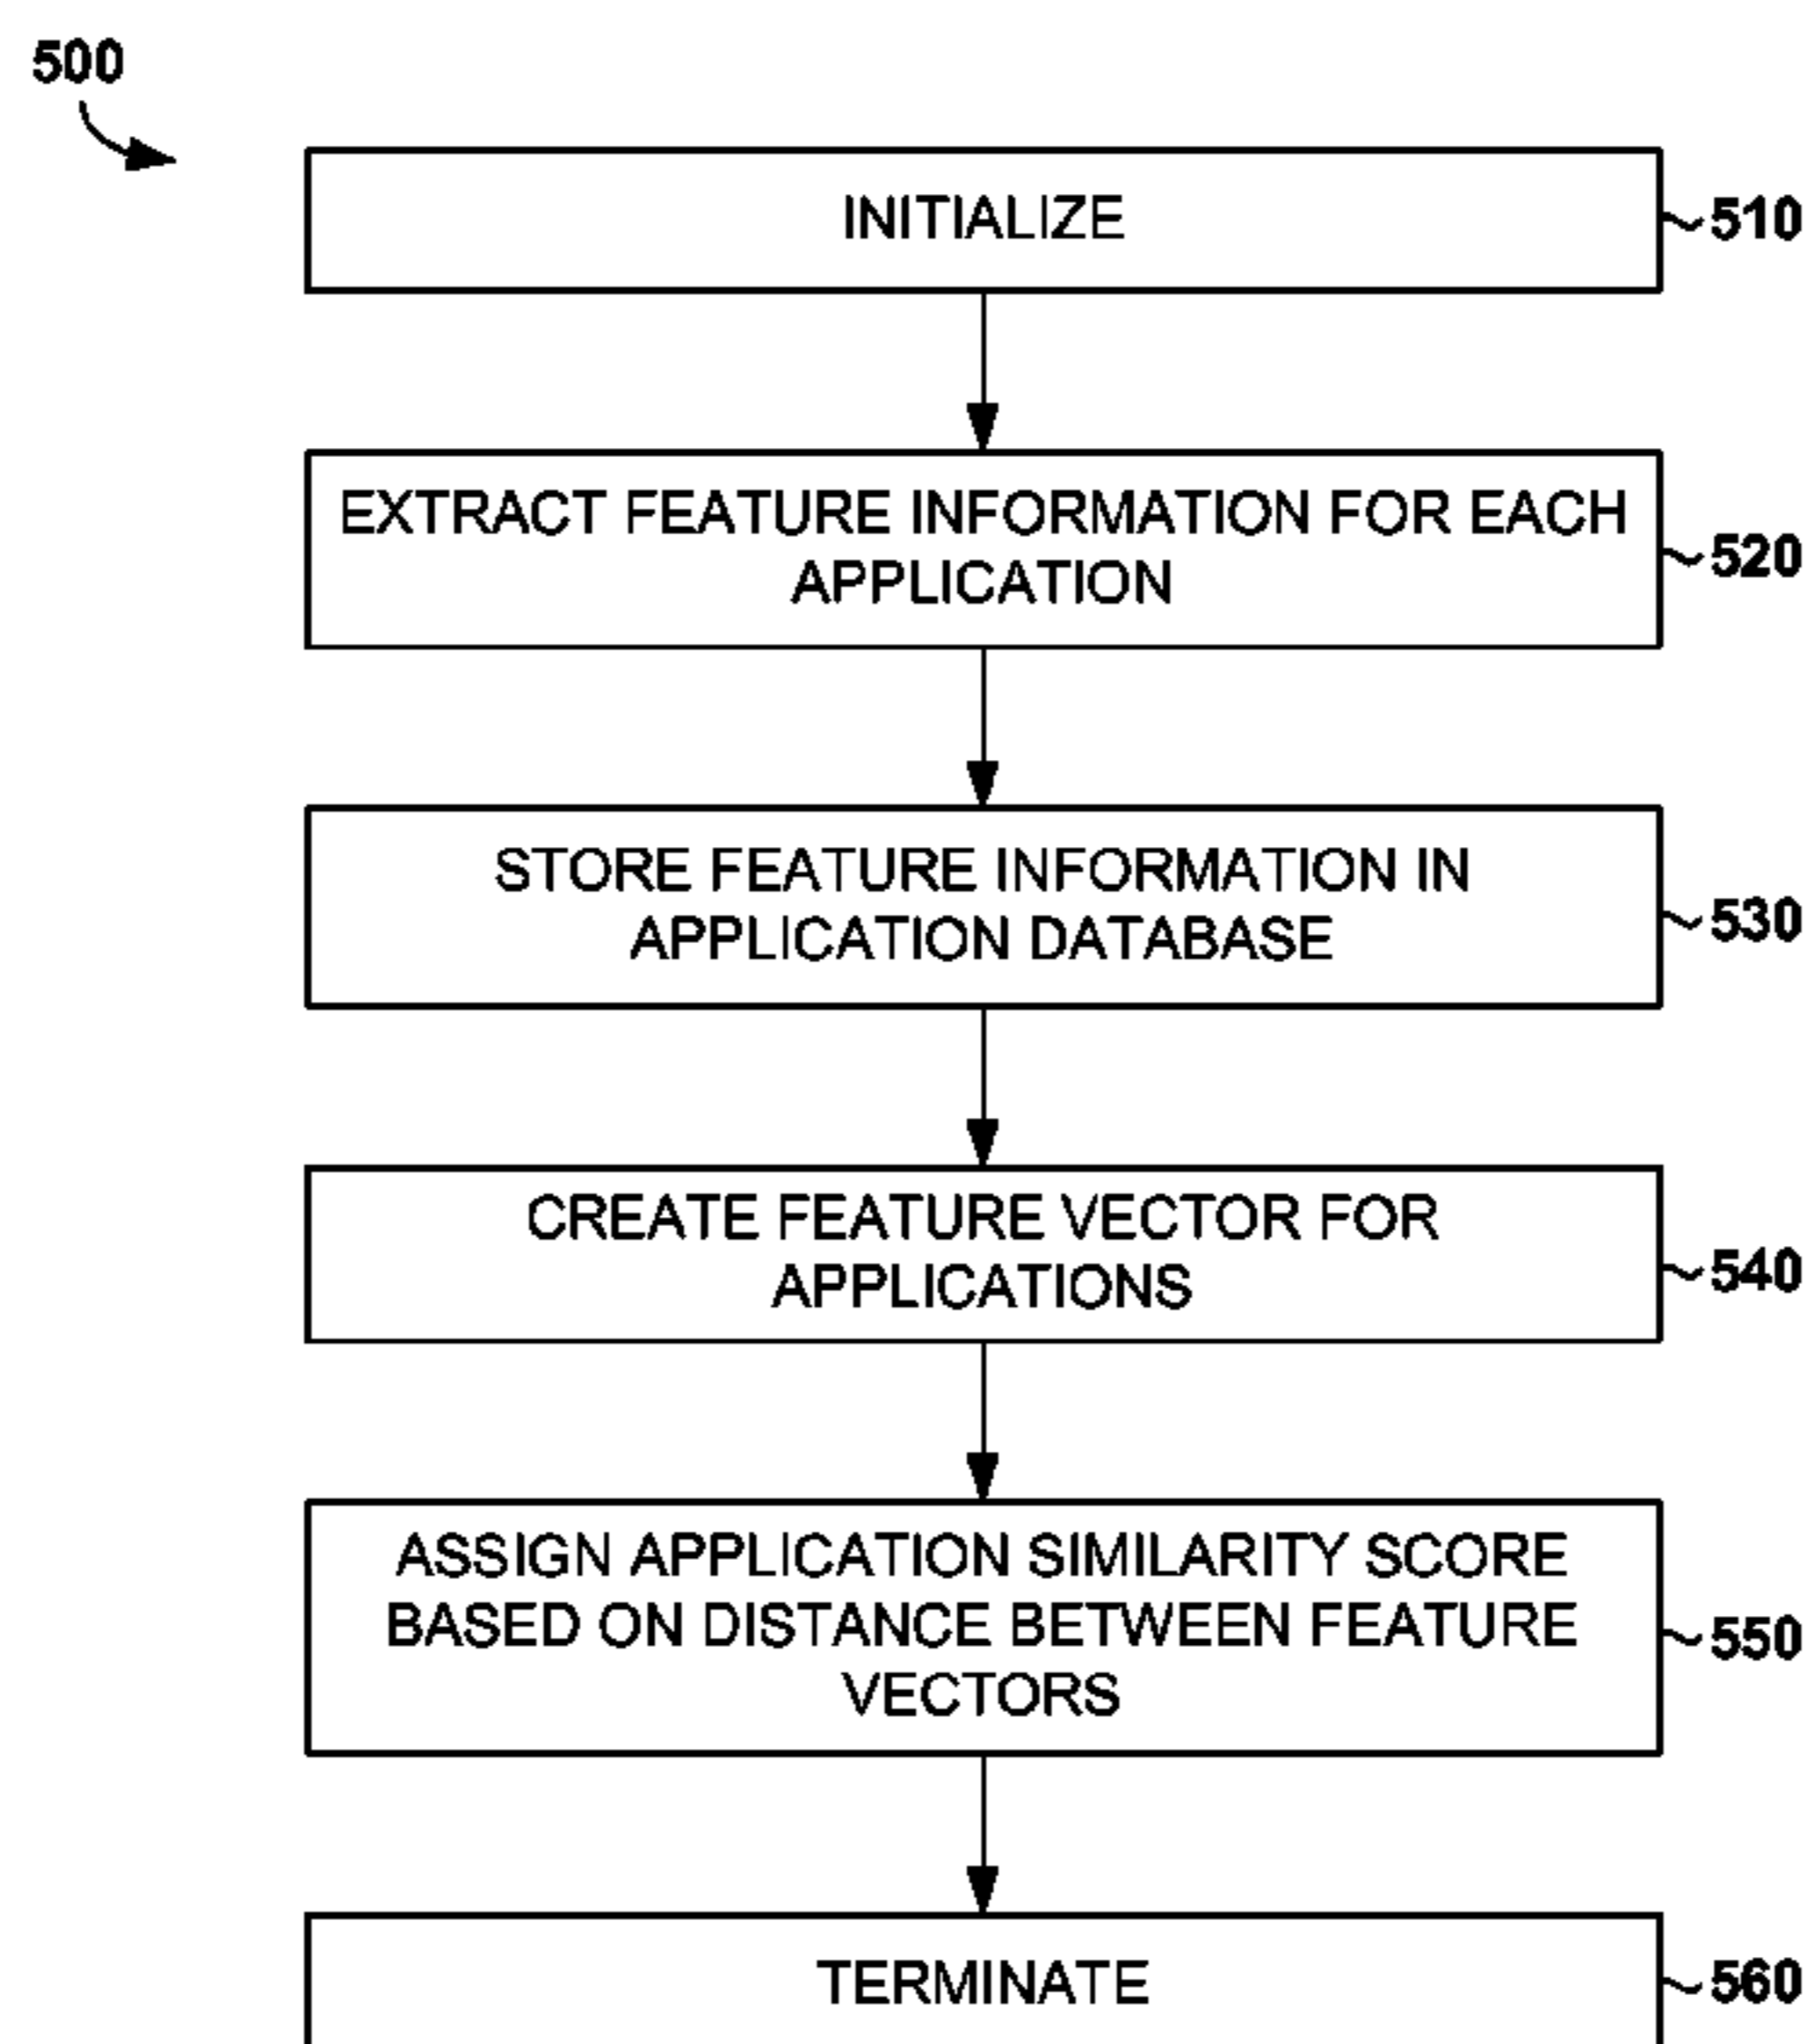 500
INITIALIZE
510
EXTRACT FEATURE INFORMATION FOR EACH
APPLICATION
520
STORE FEATURE INFORMATION IN
APPLICATION DATABASE
530
CREATE FEATURE VECTOR FOR
APPLICATIONS
540
ASSIGN APPLICATION SIMILARITY SCORE
BASED ON DISTANCE BETWEEN FEATURE
VECTORS
550
TERMINATE
560